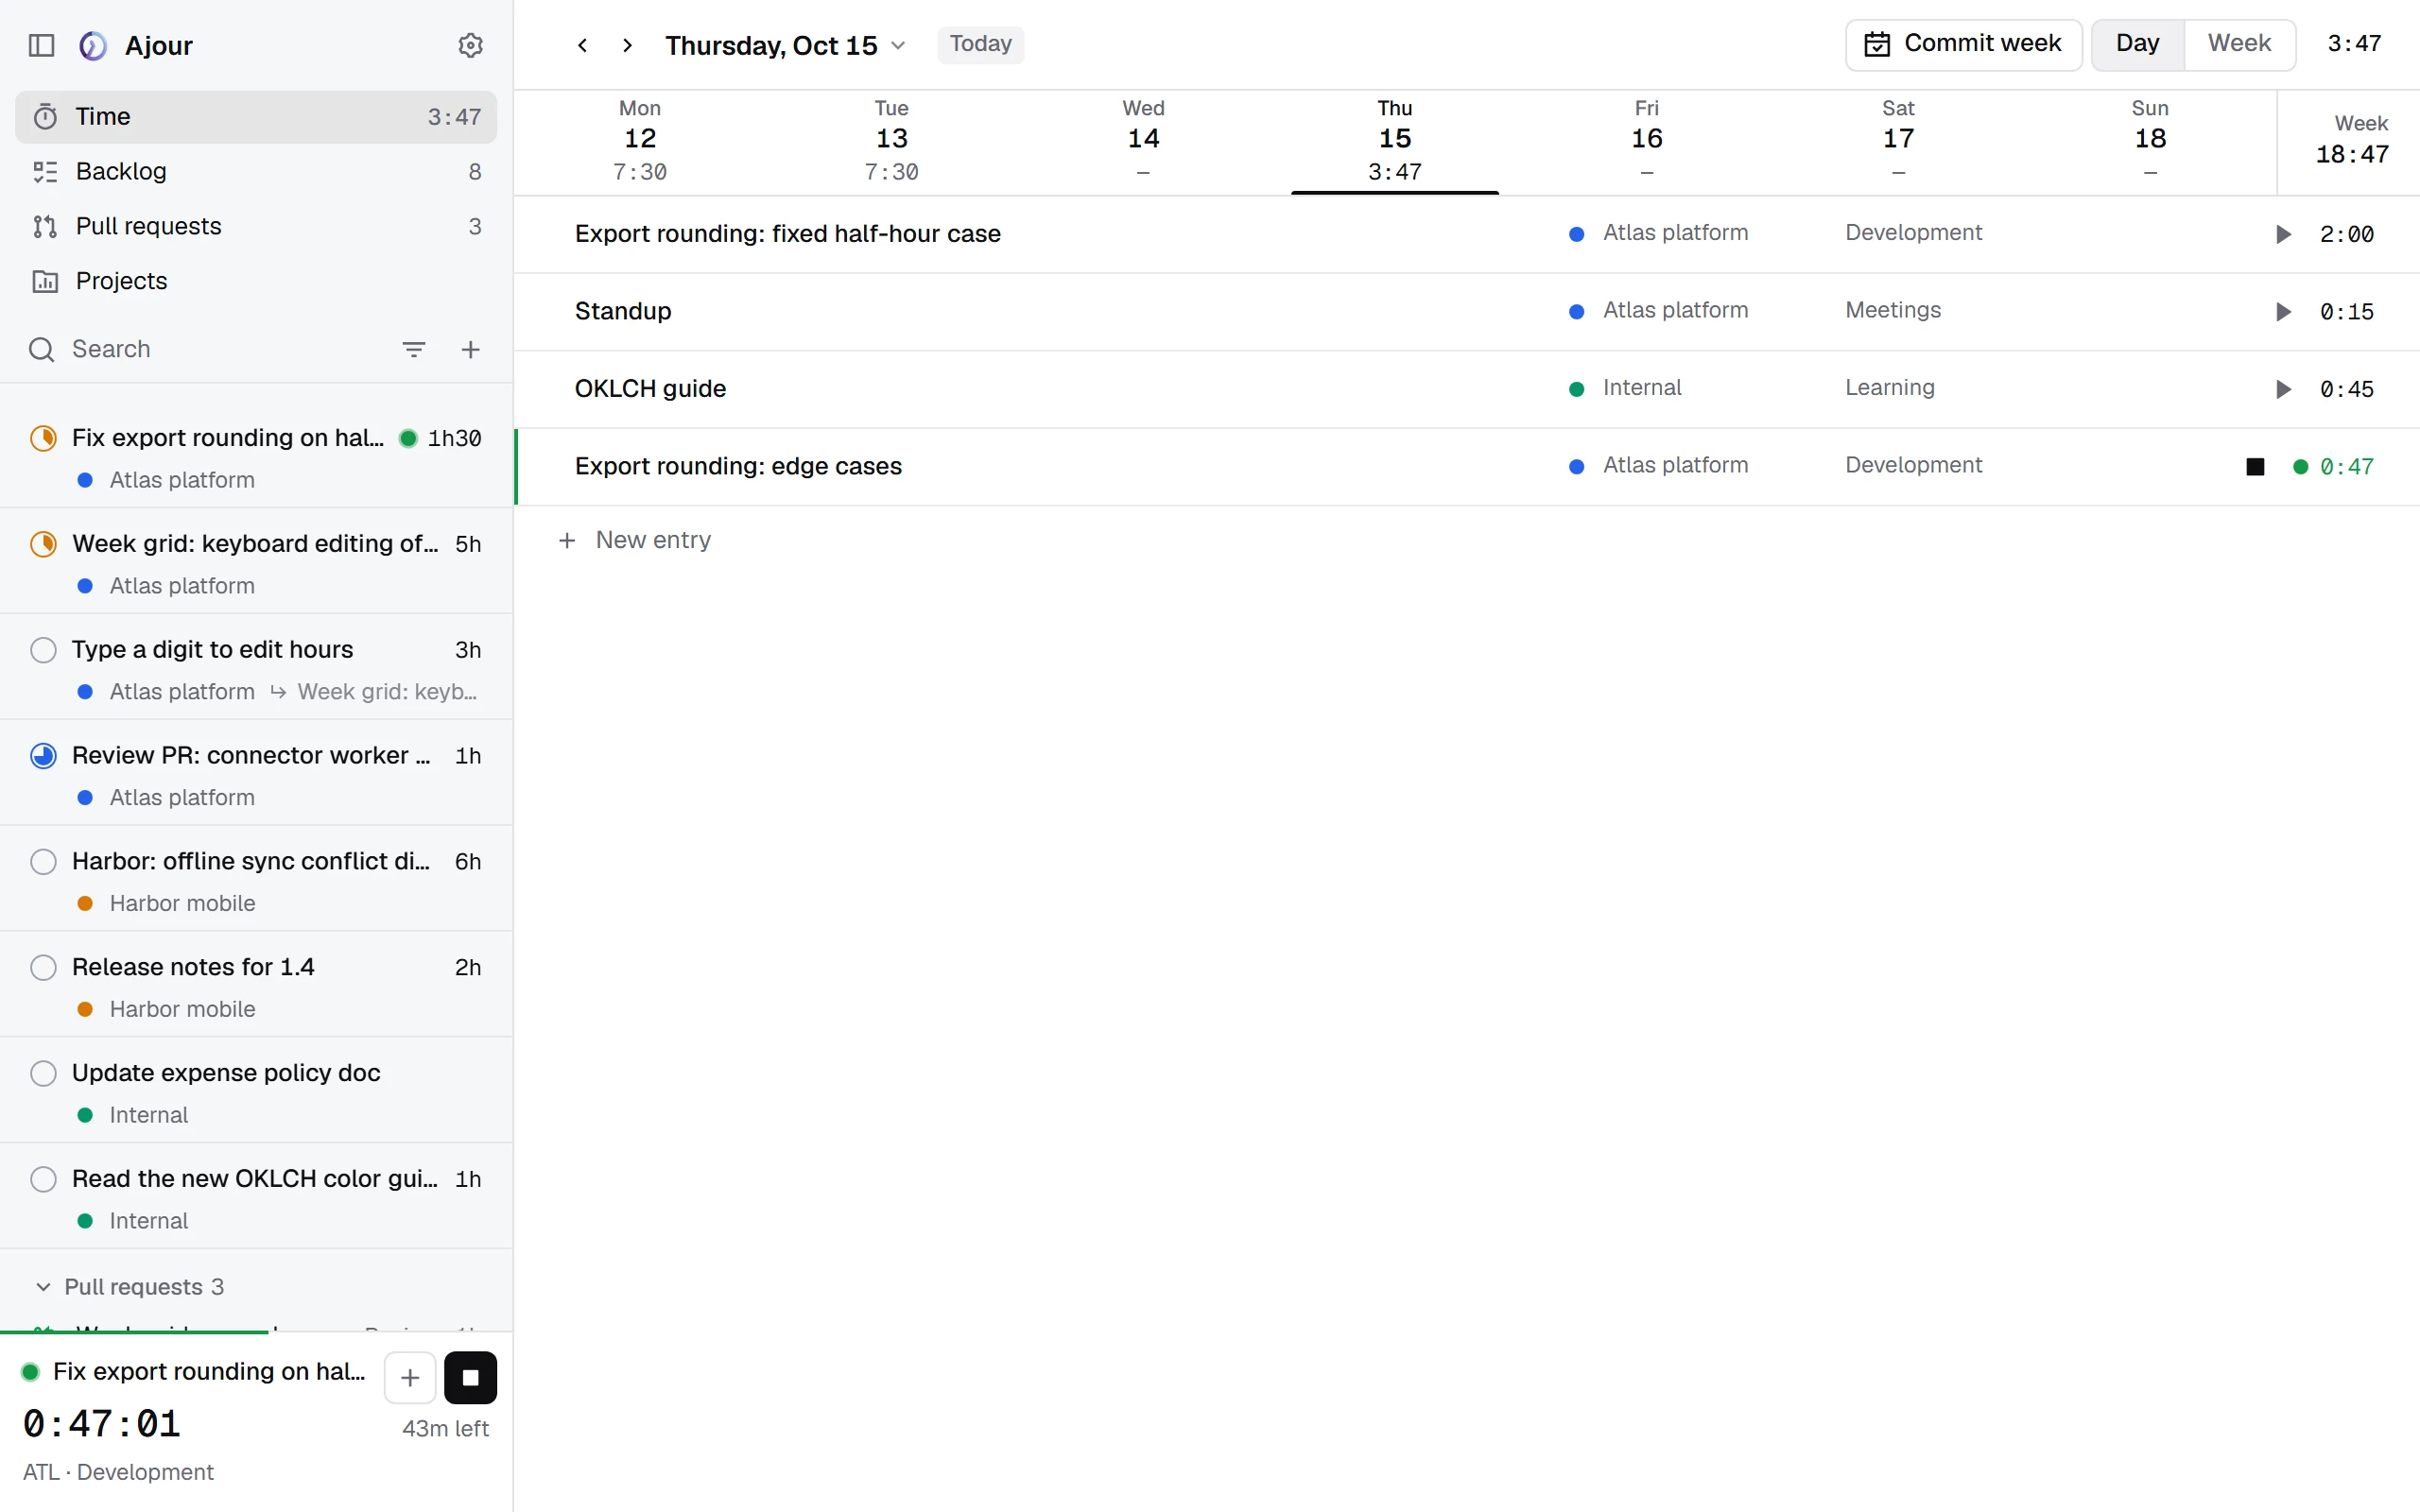 Ajour
Time 3:47
Backlog 8
Pull requests 3
Projects
Search
Fix export rounding on hal... 1h30
Atlas platform
Week grid: keyboard editing of... 5h
Atlas platform
Type a digit to edit hours 3h
Atlas platform ↳ Week grid: keyb...
Review PR: connector worker ... 1h
Atlas platform
Harbor: offline sync conflict di... 6h
Harbor mobile
Release notes for 1.4 2h
Harbor mobile
Update expense policy doc
Internal
Read the new OKLCH color gui... 1h
Internal
Pull requests 3
Fix export rounding on hal...
0:47:01 43m left
ATL · Development
Thursday, Oct 15 Today Commit week Day Week 3:47
Mon Tue Wed Thu Fri Sat Sun Week
12 13 14 15 16 17 18 18:47
7:30 7:30 – 3:47 – – –
Export rounding: fixed half-hour case Atlas platform Development 2:00
Standup Atlas platform Meetings 0:15
OKLCH guide Internal Learning 0:45
Export rounding: edge cases Atlas platform Development 0:47
+ New entry